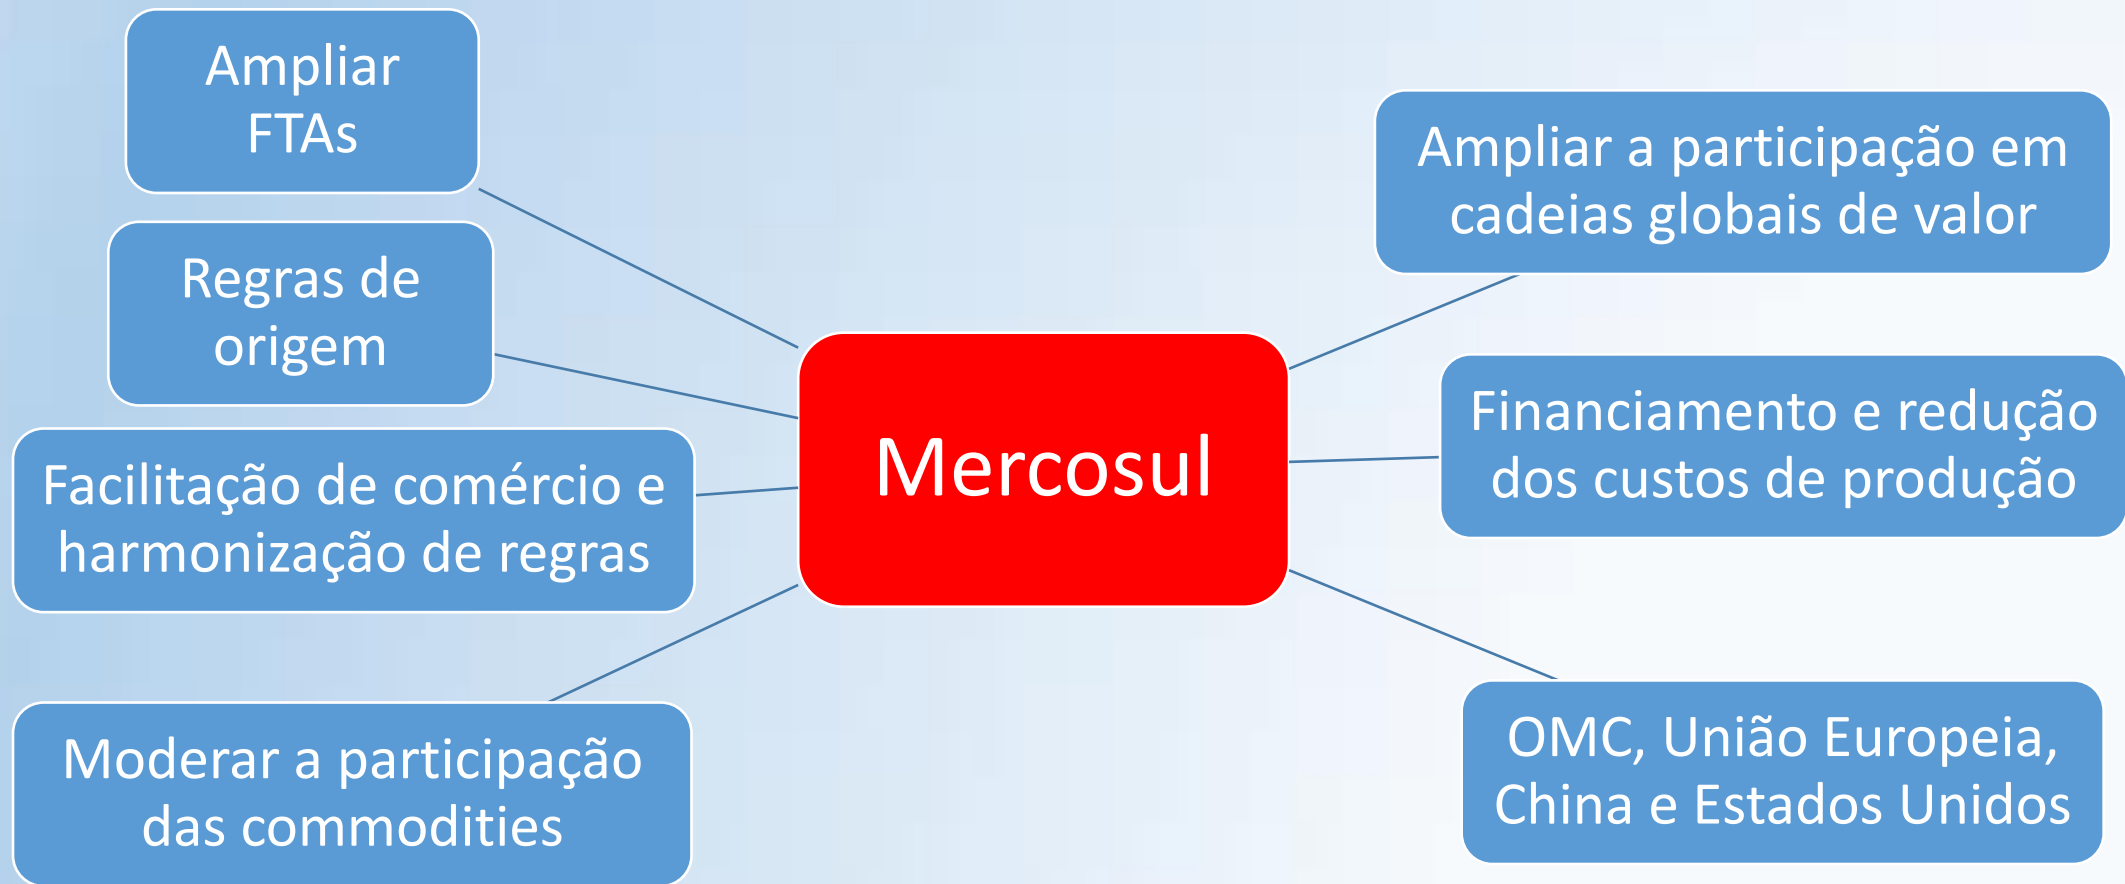 Ampliar
FTAs
Regras de
origem
Facilitação de comércio e
harmonização de regras
Moderar a participação
das commodities
Mercosul
Ampliar a participação em
cadeias globais de valor
Financiamento e redução
dos custos de produção
OMC, União Europeia,
China e Estados Unidos